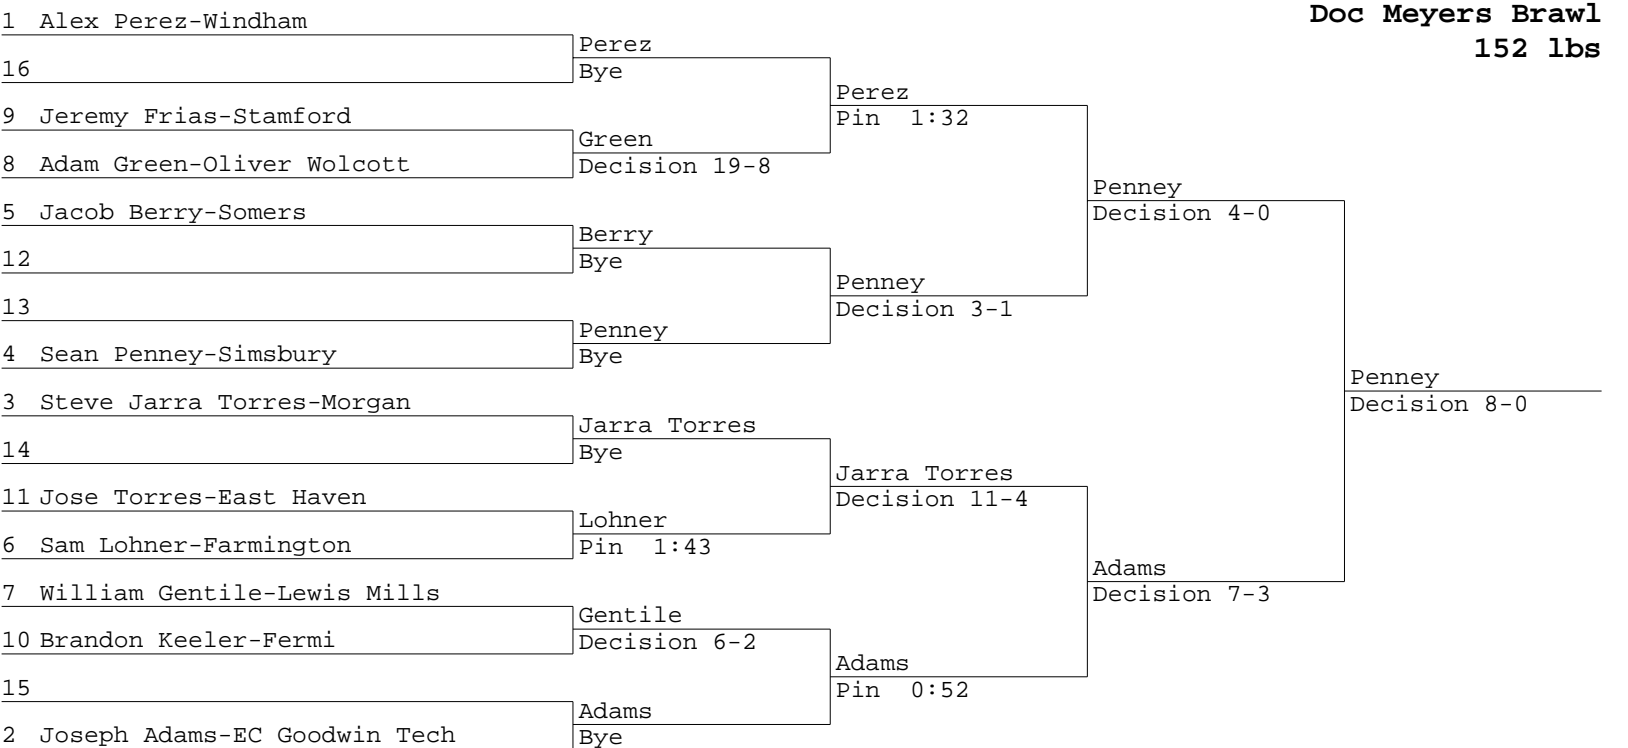 Doc Meyers Brawl
152 lbs
1 Alex Perez-Windham
16
9 Jeremy Frias-Stamford
8 Adam Green-Oliver Wolcott
5 Jacob Berry-Somers
12
13
4 Sean Penney-Simsbury
3 Steve Jarra Torres-Morgan
14
11 Jose Torres-East Haven
6 Sam Lohner-Farmington
7 William Gentile-Lewis Mills
10 Brandon Keeler-Fermi
15
2 Joseph Adams-EC Goodwin Tech
Perez
Bye
Green
Decision 19-8
Berry
Bye
Penney
Bye
Jarra Torres
Bye
Lohner
Pin 1:43
Gentile
Decision 6-2
Adams
Bye
Perez
Pin 1:32
Penney
Decision 3-1
Jarra Torres
Decision 11-4
Adams
Pin 0:52
Penney
Decision 4-0
Adams
Decision 7-3
Penney
Decision 8-0